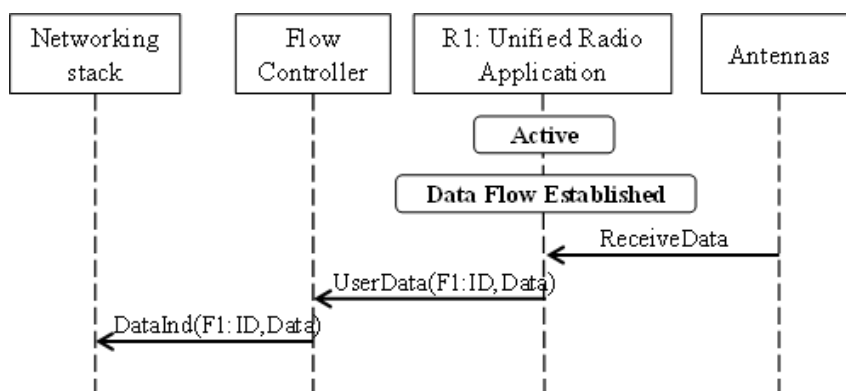 Networking
stack
Flow
Controller
R1: Unified Radio
Application
Antennas
Active
Data Flow Established
ReceiveData
UserData(F1:ID,Data)
DataInd(F1:ID,Data)